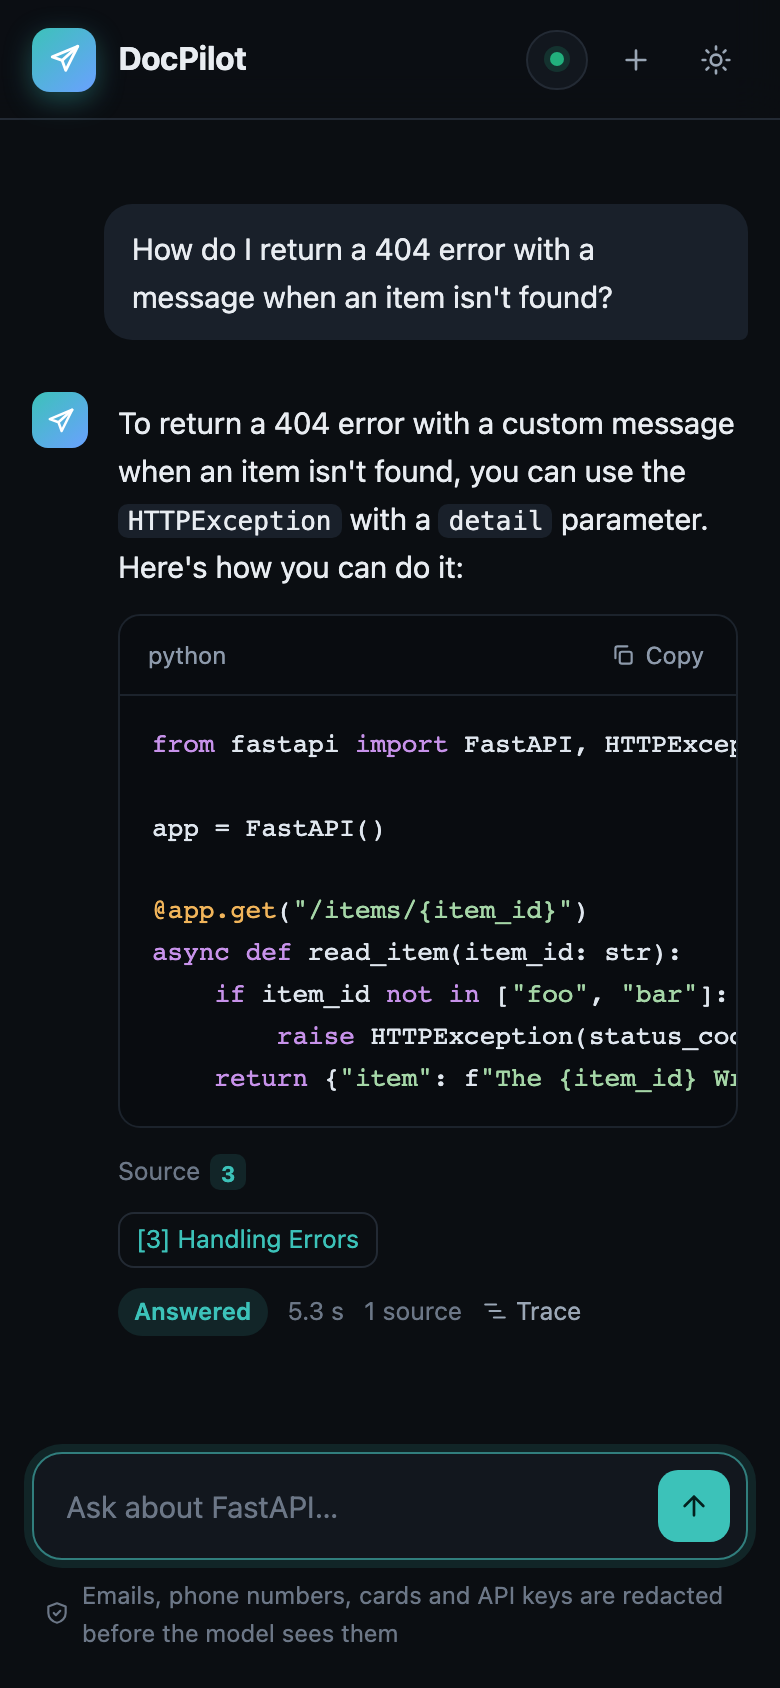 DocPilot
How do I return a 404 error with a
message when an item isn't found?
To return a 404 error with a custom message
when an item isn't found, you can use the
HTTPException with a detail parameter.
Here's how you can do it:
python Copy
from fastapi import FastAPI, HTTPExcep
app = FastAPI()
@app.get("/items/{item_id}")
async def read_item(item_id: str):
    if item_id not in ["foo", "bar"]:
        raise HTTPException(status_cod
    return {"item": f"The {item_id} Wr
Source 3
[3] Handling Errors
Answered 5.3 s 1 source Trace
Ask about FastAPI...
Emails, phone numbers, cards and API keys are redacted
before the model sees them